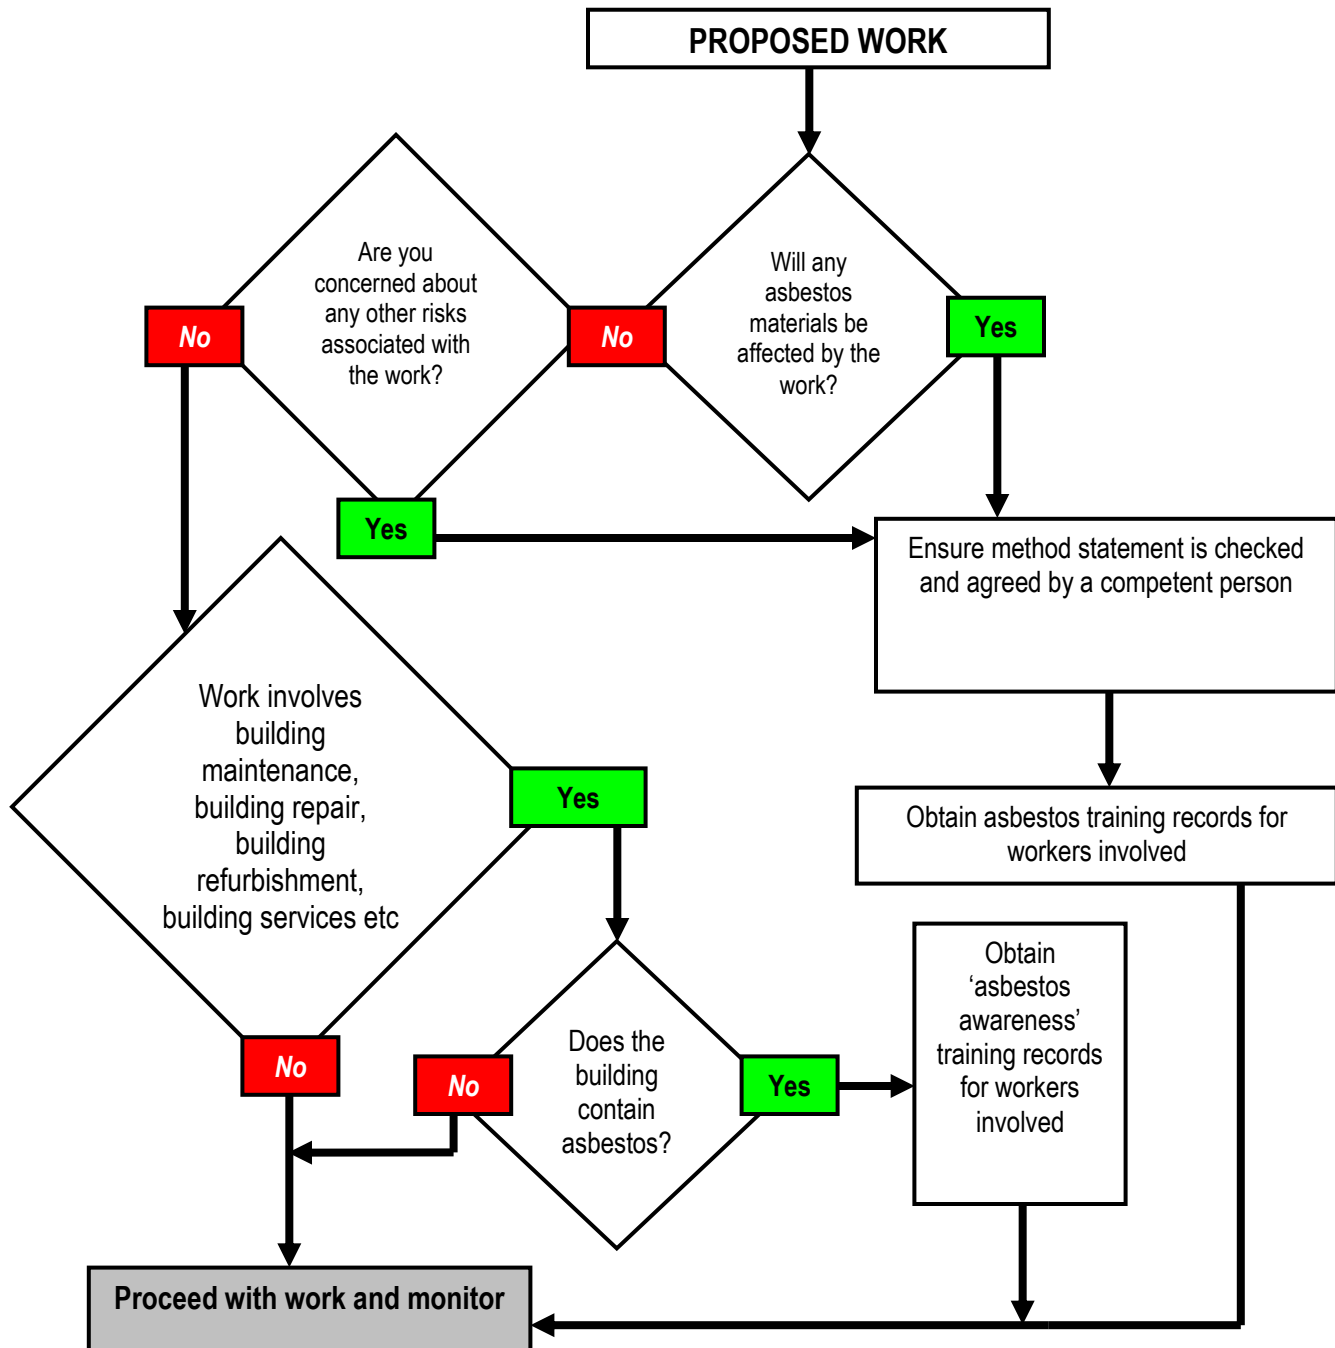 PROPOSED WORK
Are you
concerned about
any other risks
associated with
the work?
Will any
asbestos
materials be
affected by the
work?
No
No
Yes
Yes
Ensure method statement is checked
and agreed by a competent person
Work involves
building
maintenance,
building repair,
building
refurbishment,
building services etc
Yes
Obtain asbestos training records for
workers involved
Obtain
‘asbestos
awareness’
training records
for workers
involved
Does the
building
contain
asbestos?
No
No
Yes
Proceed with work and monitor